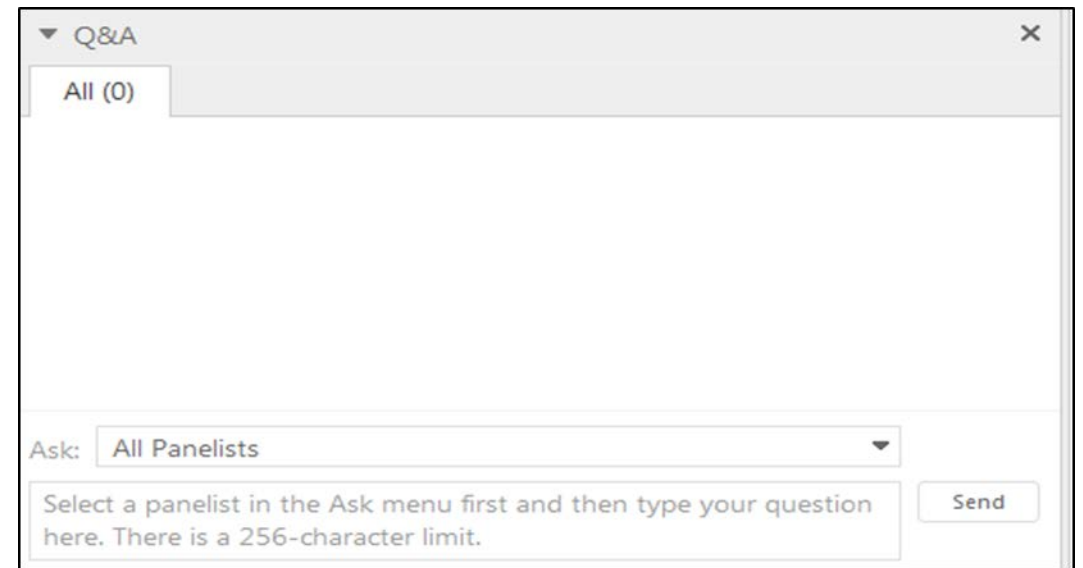 Q&A
All (0)
Ask: All Panelists
Select a panelist in the Ask menu first and then type your question
here. There is a 256-character limit.
Send